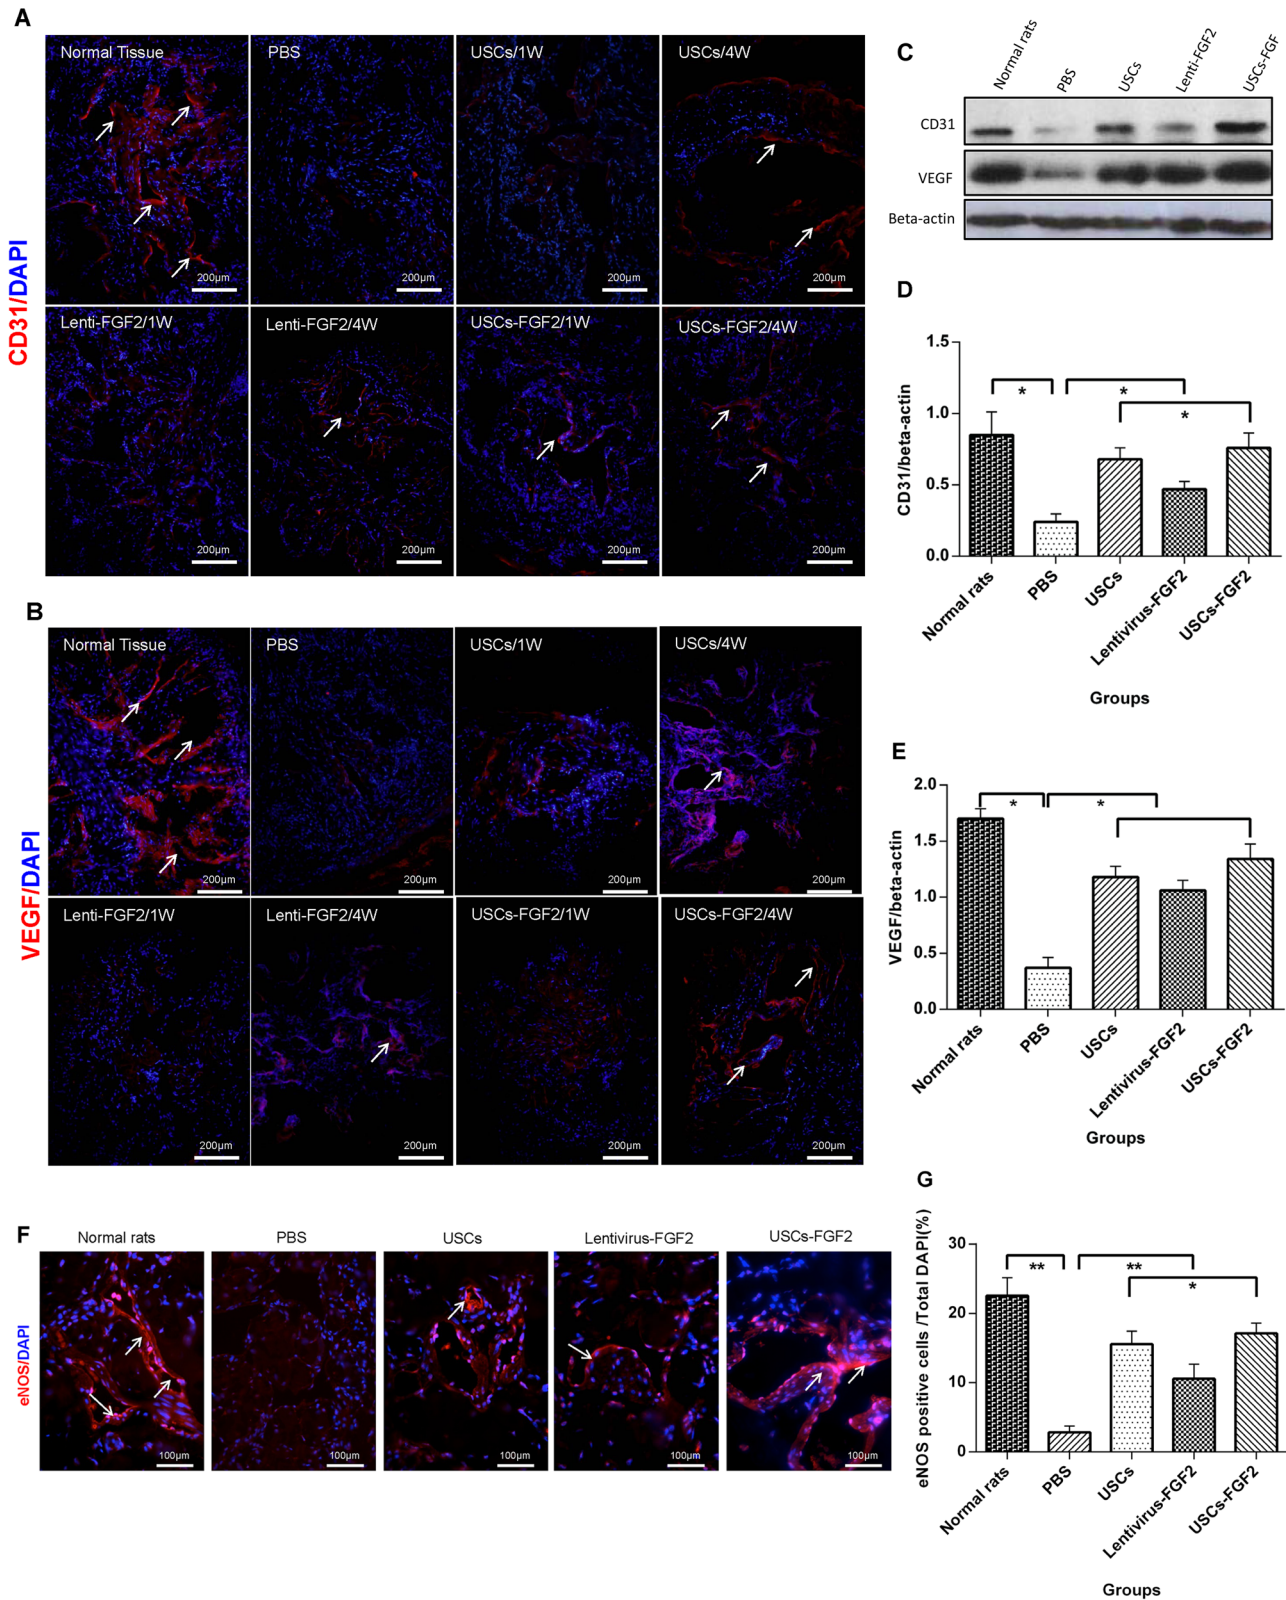 A
CD31/DAPI
Normal Tissue
PBS
USCs/1W
USCs/4W
200μm
200μm
200μm
200μm
Lenti-FGF2/1W
Lenti-FGF2/4W
USCs-FGF2/1W
USCs-FGF2/4W
200μm
200μm
200μm
200μm
B
VEGF/DAPI
Normal Tissue
PBS
USCs/1W
USCs/4W
200μm
200μm
200μm
200μm
Lenti-FGF2/1W
Lenti-FGF2/4W
USCs-FGF2/1W
USCs-FGF2/4W
200μm
200μm
200μm
200μm
C
Normal rats
PBS
USCs
Lenti-FGF2
USCs-FGF
CD31
VEGF
Beta-actin
D
CD31/beta-actin
1.5
1.0
0.5
0.0
*
*
*
Normal rats
PBS
USCs
Lentivirus-FGF2
USCs-FGF2
Groups
E
VEGF/beta-actin
2.0
1.5
1.0
0.5
0.0
*
*
Normal rats
PBS
USCs
Lentivirus-FGF2
USCs-FGF2
Groups
F
eNOS/DAPI
Normal rats
PBS
USCs
Lentivirus-FGF2
USCs-FGF2
100μm
100μm
100μm
100μm
100μm
G
eNOS positive cells /Total DAPI(%)
30
20
10
0
**
**
*
Normal rats
PBS
USCs
Lentivirus-FGF2
USCs-FGF2
Groups